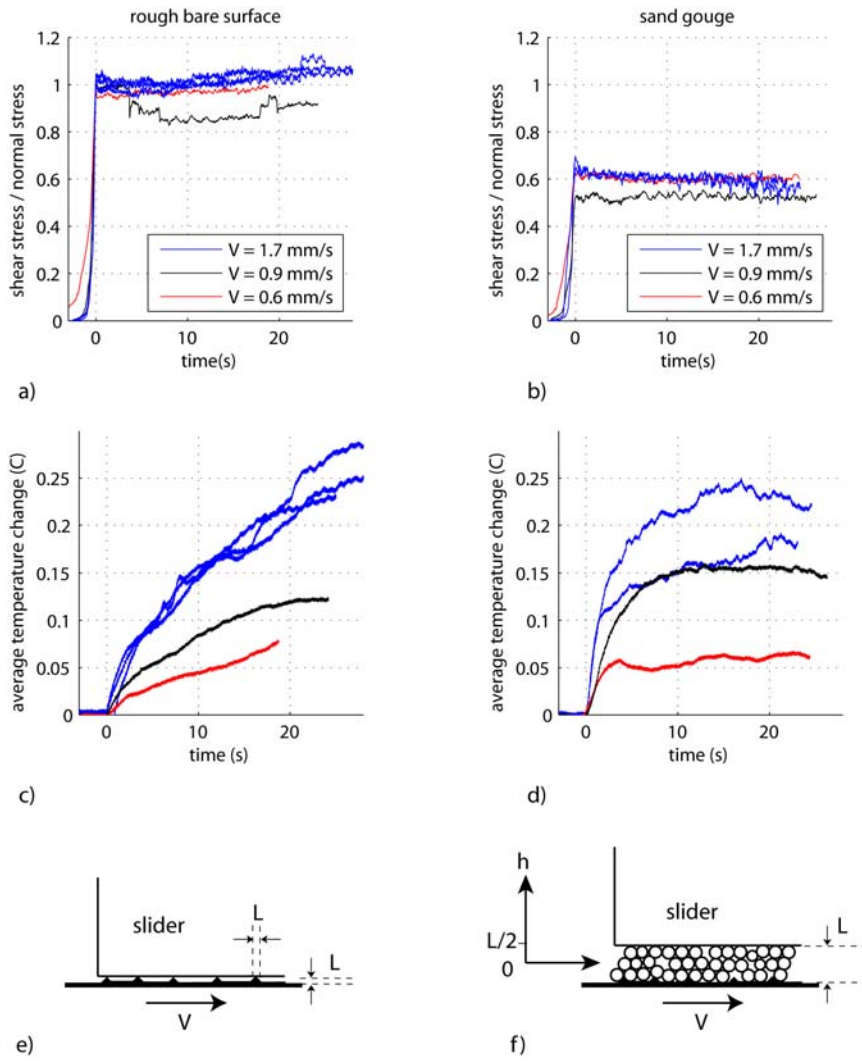 rough bare surface
sand gouge
1.2
1
0.8
0.6
0.4
0.2
0
shear stress / normal stress
V = 1.7 mm/s
V = 0.9 mm/s
V = 0.6 mm/s
0 10 20
time(s)
a)
1.2
1
0.8
0.6
0.4
0.2
0
shear stress / normal stress
V = 1.7 mm/s
V = 0.9 mm/s
V = 0.6 mm/s
0 10 20
time(s)
b)
0.25
0.2
0.15
0.1
0.05
0
average temperature change (C)
0 10 20
time (s)
c)
0.25
0.2
0.15
0.1
0.05
0
average temperature change (C)
0 10 20
time (s)
d)
slider
L
L
V
e)
h
L/2
0
slider
L
V
f)